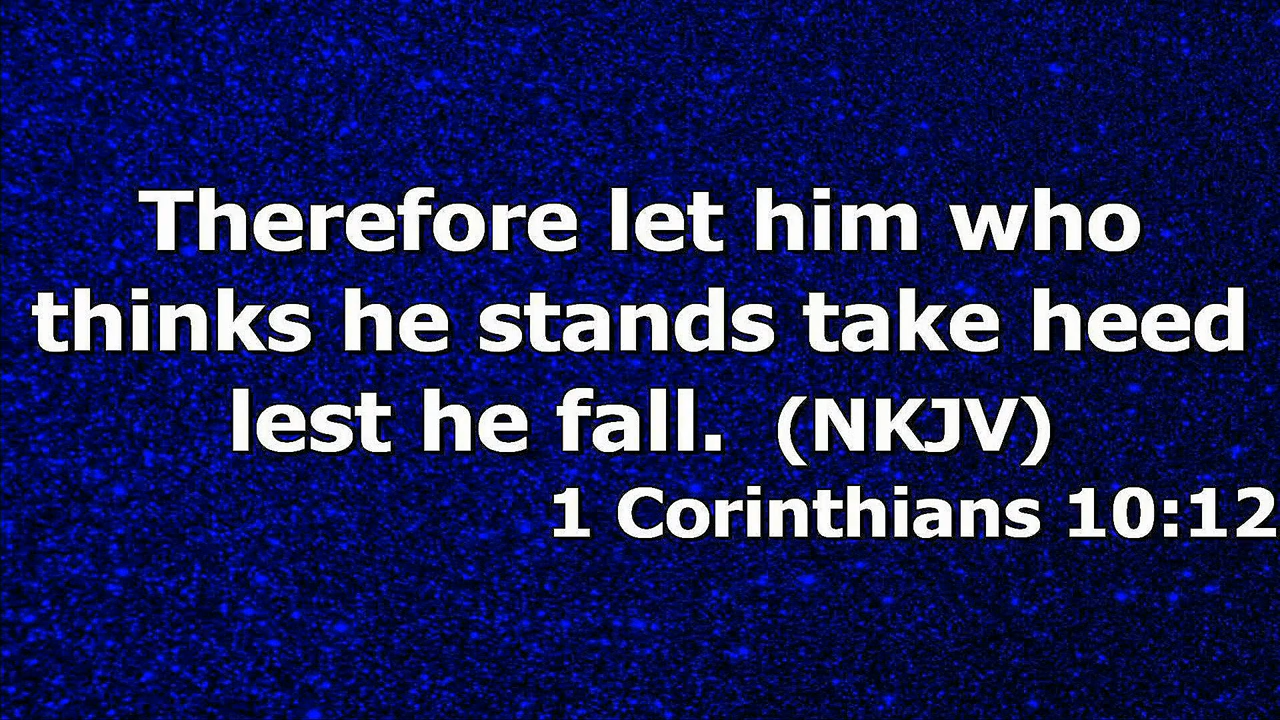 Therefore let him who
thinks he stands take heed
lest he fall. (NKJV)
1 Corinthians 10:12